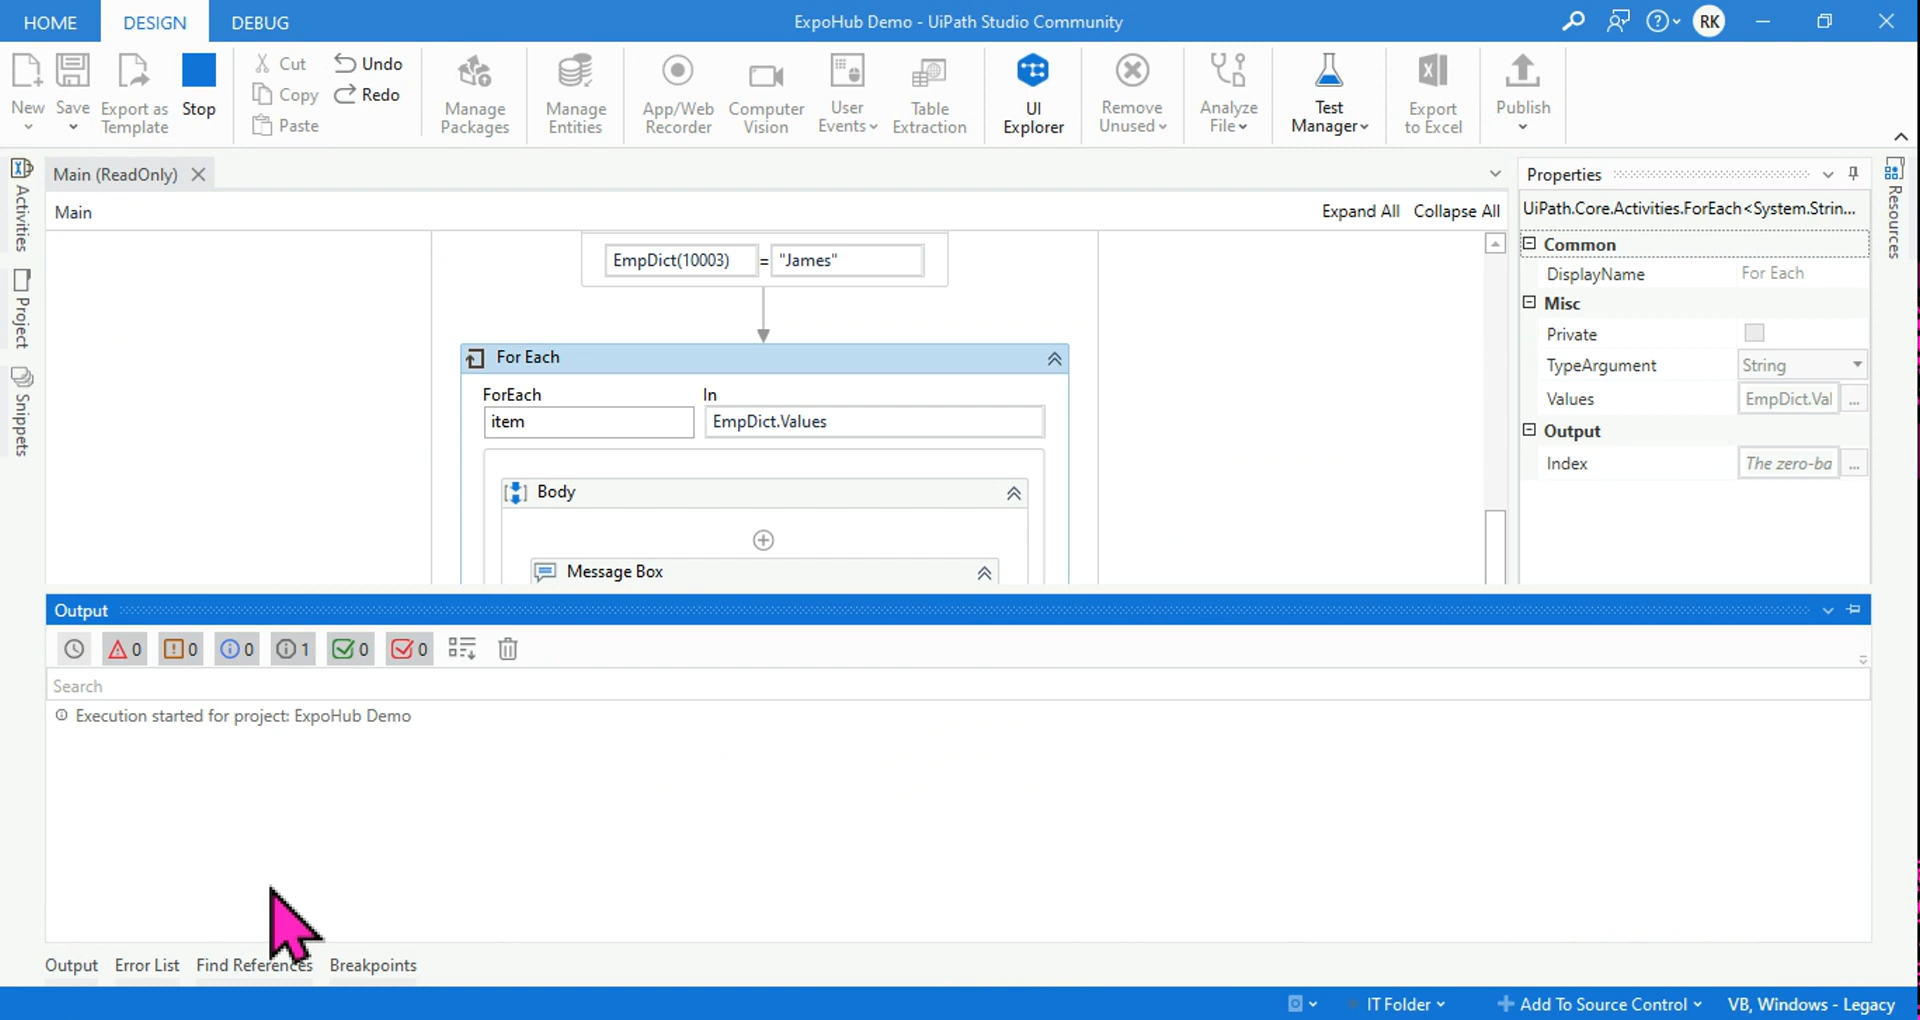 HOME DESIGN DEBUG ExpoHub Demo - UiPath Studio Community RK
New Save Export as Template Stop Cut Copy Paste Undo Redo Manage Packages Manage Entities App/Web Recorder Computer Vision User Events Table Extraction UI Explorer Remove Unused Analyze File Test Manager Export to Excel Publish
Activities
Project
Snippets
Main (ReadOnly)
Main Expand All Collapse All
EmpDict(10003) = "James"
For Each
ForEach In
item EmpDict.Values
Body
Message Box
Properties
UiPath.Core.Activities.ForEach<System.Strin...
Common
DisplayName For Each
Misc
Private
TypeArgument String
Values EmpDict.Val ...
Output
Index The zero-ba ...
Resources
Output
0 0 0 1 0 0
Search
Execution started for project: ExpoHub Demo
Output Error List Find References Breakpoints
IT Folder + Add To Source Control VB, Windows - Legacy